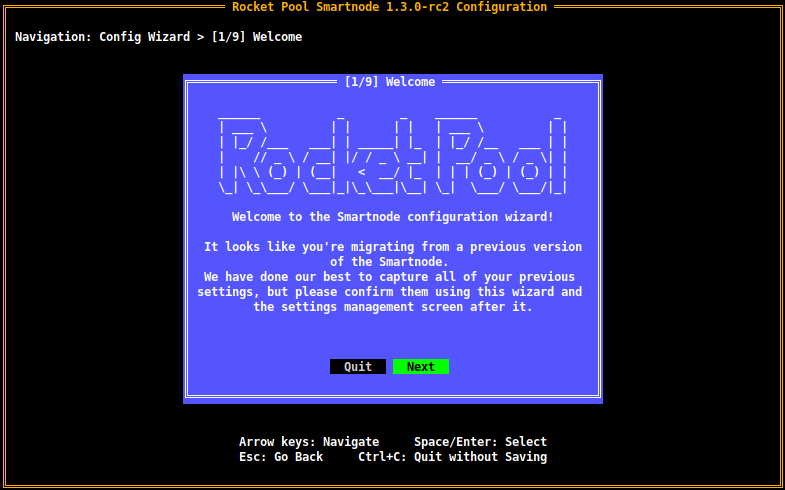 Rocket Pool Smartnode 1.3.0-rc2 Configuration
Navigation: Config Wizard > [1/9] Welcome
[1/9] Welcome
Rocket Pool
Welcome to the Smartnode configuration wizard!
It looks like you're migrating from a previous version
of the Smartnode.
We have done our best to capture all of your previous
settings, but please confirm them using this wizard and
the settings management screen after it.
Quit Next
Arrow keys: Navigate Space/Enter: Select
Esc: Go Back Ctrl+C: Quit without Saving